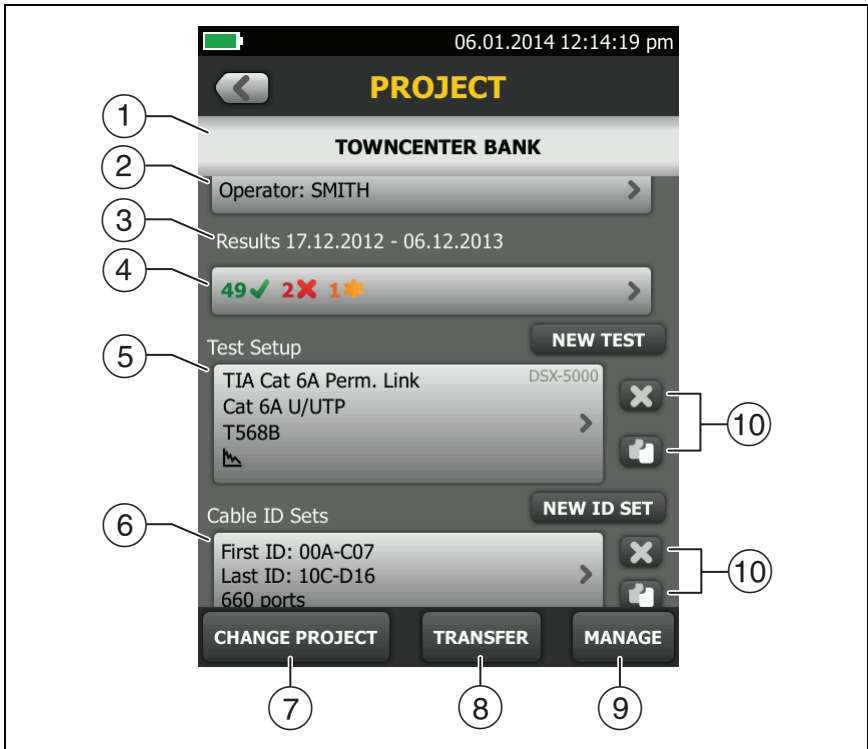 06.01.2014 12:14:19 pm
PROJECT
1
TOWNCENTER BANK
2
Operator: SMITH
3
Results 17.12.2012 - 06.12.2013
4
49 2 1
NEW TEST
5
Test Setup
TIA Cat 6A Perm. Link
DSX-5000
Cat 6A U/UTP
T568B
10
NEW ID SET
6
Cable ID Sets
First ID: 00A-C07
Last ID: 10C-D16
660 ports
10
CHANGE PROJECT
TRANSFER
MANAGE
7
8
9